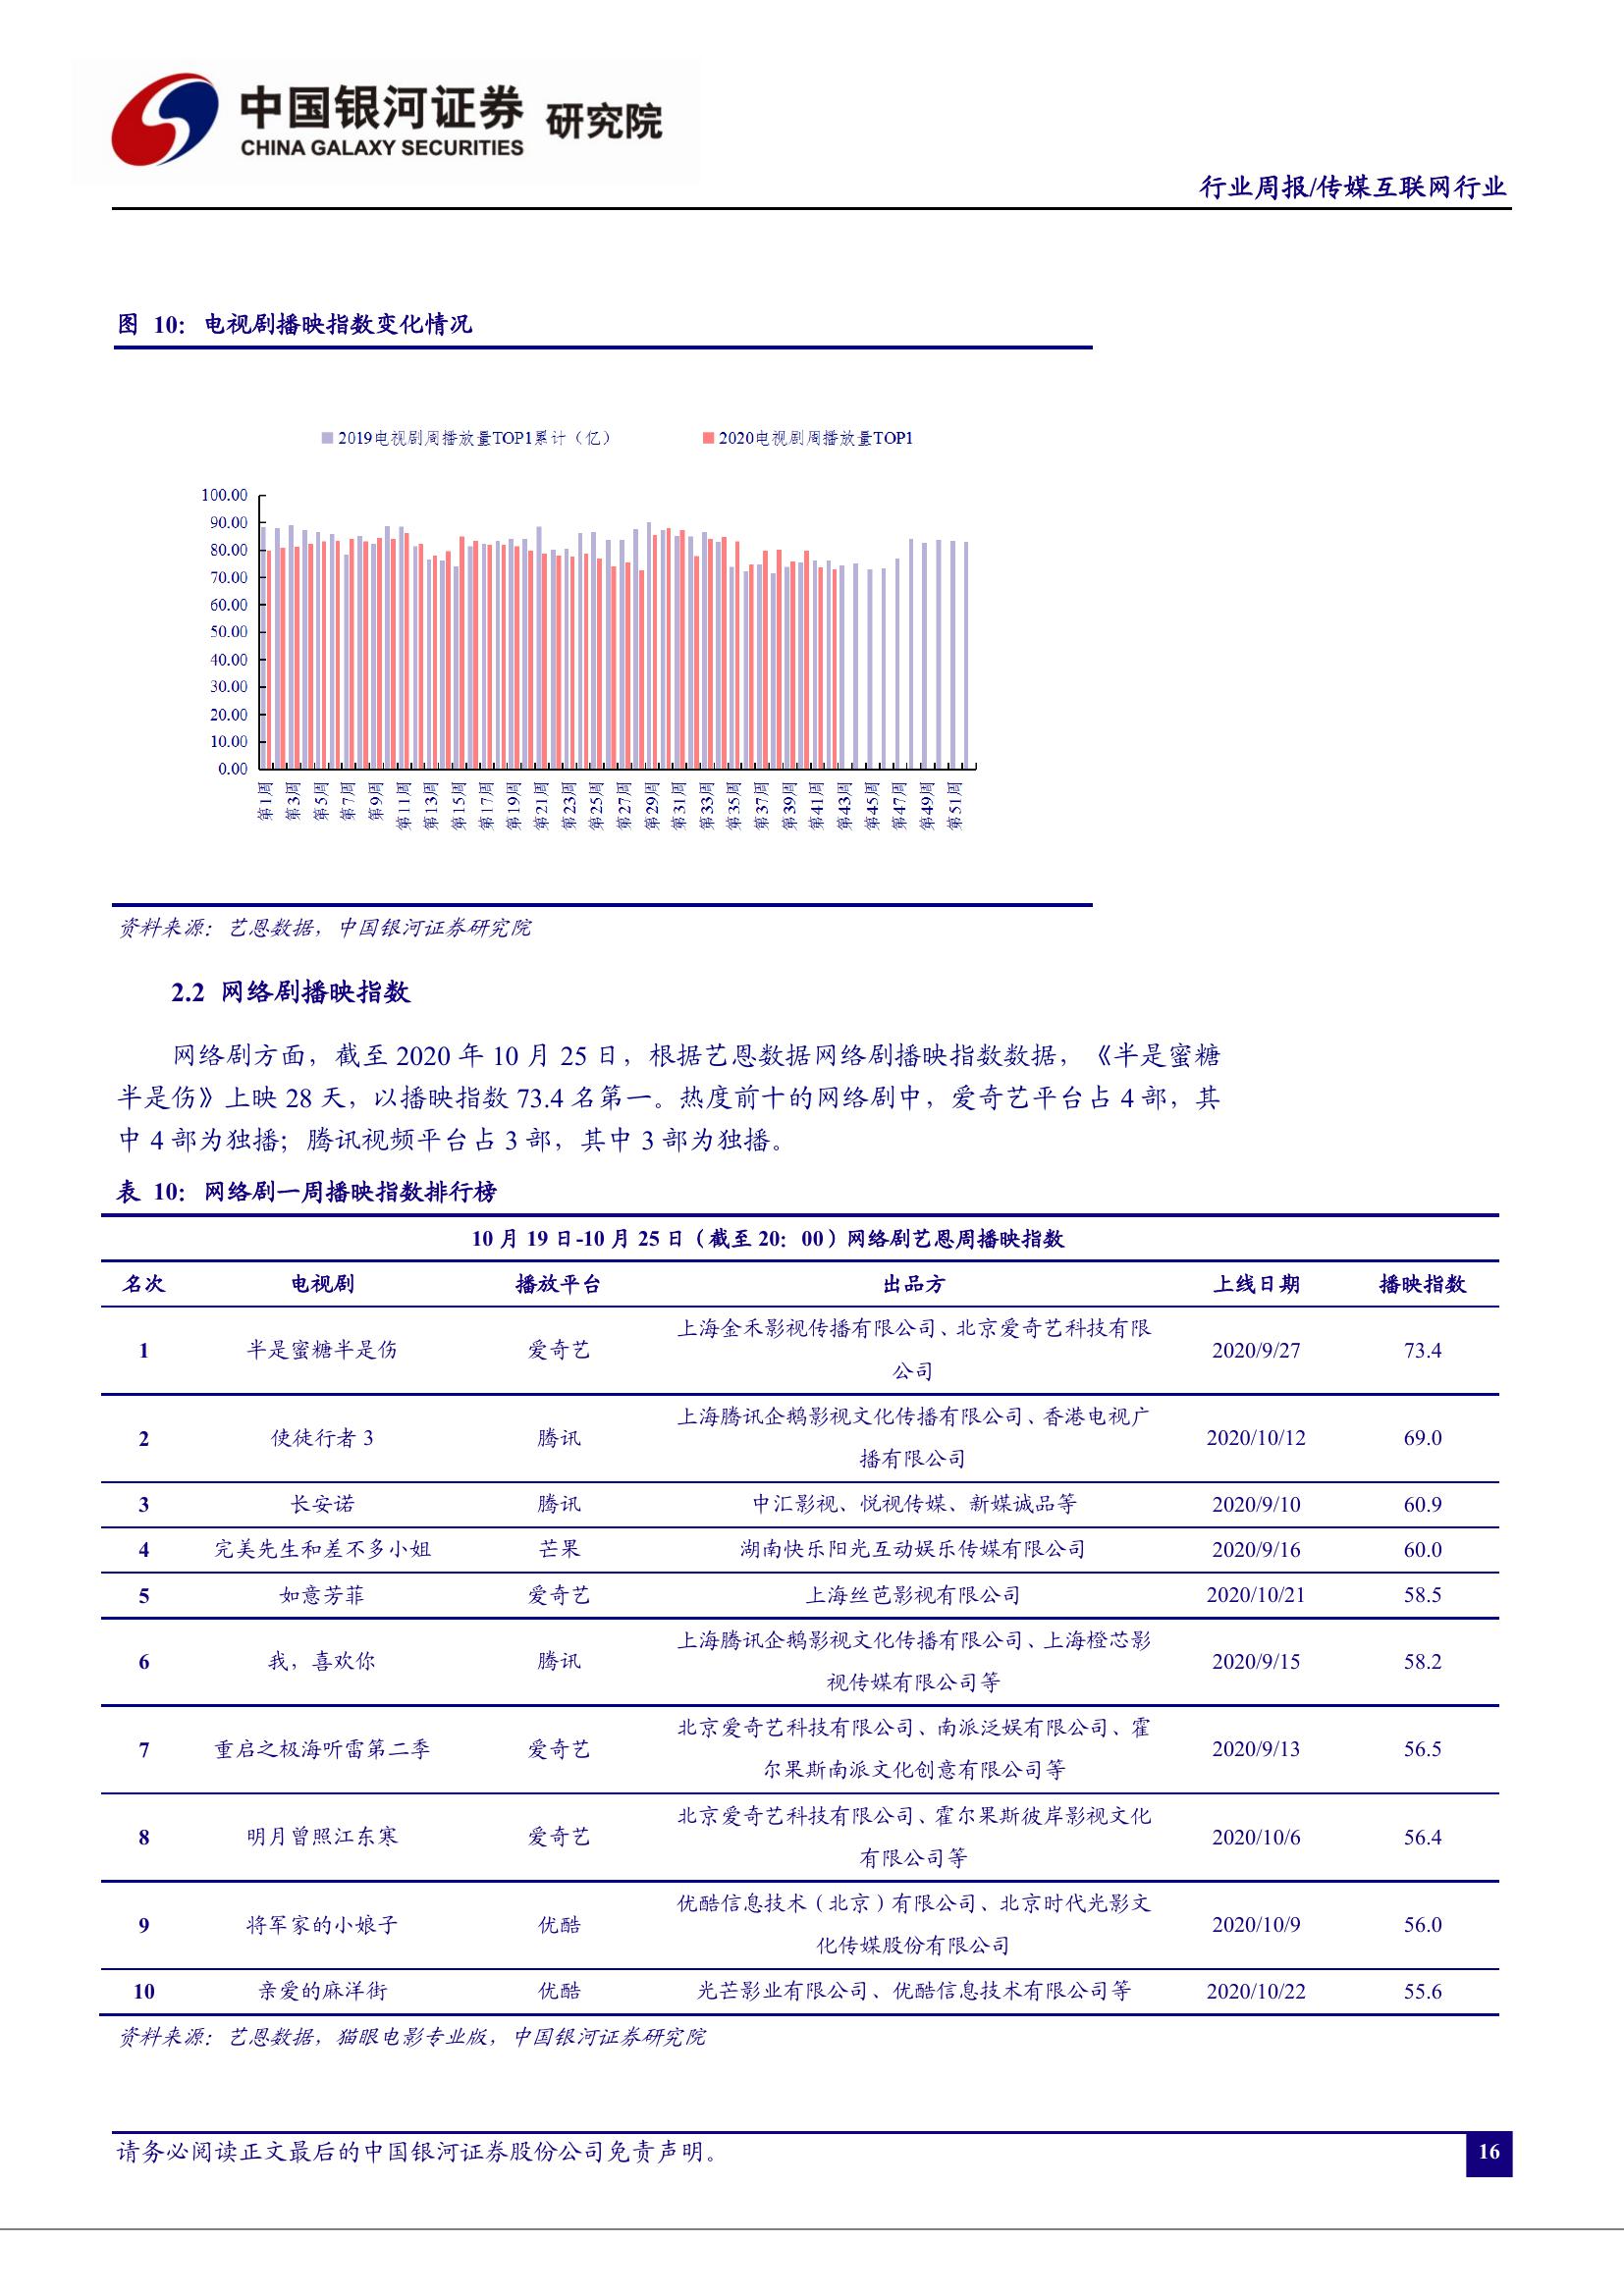 中国银河证券 研究院
CHINA GALAXY SECURITIES
行业周报/传媒互联网行业
图 10：电视剧播映指数变化情况
2019电视剧周播放量TOP1累计（亿） 2020电视剧周播放量TOP1
100.00
90.00
80.00
70.00
60.00
50.00
40.00
30.00
20.00
10.00
0.00
第1周 第3周 第5周 第7周 第9周 第11周 第13周 第15周 第17周 第19周 第21周 第23周 第25周 第27周 第29周 第31周 第33周 第35周 第37周 第39周 第41周 第43周 第45周 第47周 第49周 第51周
资料来源：艺恩数据，中国银河证券研究院
2.2 网络剧播映指数
网络剧方面，截至 2020 年 10 月 25 日，根据艺恩数据网络剧播映指数数据，《半是蜜糖
半是伤》上映 28 天，以播映指数 73.4 名第一。热度前十的网络剧中，爱奇艺平台占 4 部，其
中 4 部为独播；腾讯视频平台占 3 部，其中 3 部为独播。
表 10：网络剧一周播映指数排行榜
10 月 19 日-10 月 25 日（截至 20：00）网络剧艺恩周播映指数
名次 电视剧 播放平台 出品方 上线日期 播映指数
上海金禾影视传播有限公司、北京爱奇艺科技有限
1 半是蜜糖半是伤 爱奇艺 2020/9/27 73.4
公司
上海腾讯企鹅影视文化传播有限公司、香港电视广
2 使徒行者 3 腾讯 2020/10/12 69.0
播有限公司
3 长安诺 腾讯 中汇影视、悦视传媒、新媒诚品等 2020/9/10 60.9
4 完美先生和差不多小姐 芒果 湖南快乐阳光互动娱乐传媒有限公司 2020/9/16 60.0
5 如意芳菲 爱奇艺 上海丝芭影视有限公司 2020/10/21 58.5
上海腾讯企鹅影视文化传播有限公司、上海橙芯影
6 我，喜欢你 腾讯 2020/9/15 58.2
视传媒有限公司等
北京爱奇艺科技有限公司、南派泛娱有限公司、霍
7 重启之极海听雷第二季 爱奇艺 2020/9/13 56.5
尔果斯南派文化创意有限公司等
北京爱奇艺科技有限公司、霍尔果斯彼岸影视文化
8 明月曾照江东寒 爱奇艺 2020/10/6 56.4
有限公司等
优酷信息技术（北京）有限公司、北京时代光影文
9 将军家的小娘子 优酷 2020/10/9 56.0
化传媒股份有限公司
10 亲爱的麻洋街 优酷 光芒影业有限公司、优酷信息技术有限公司等 2020/10/22 55.6
资料来源：艺恩数据，猫眼电影专业版，中国银河证券研究院
请务必阅读正文最后的中国银河证券股份公司免责声明。
16